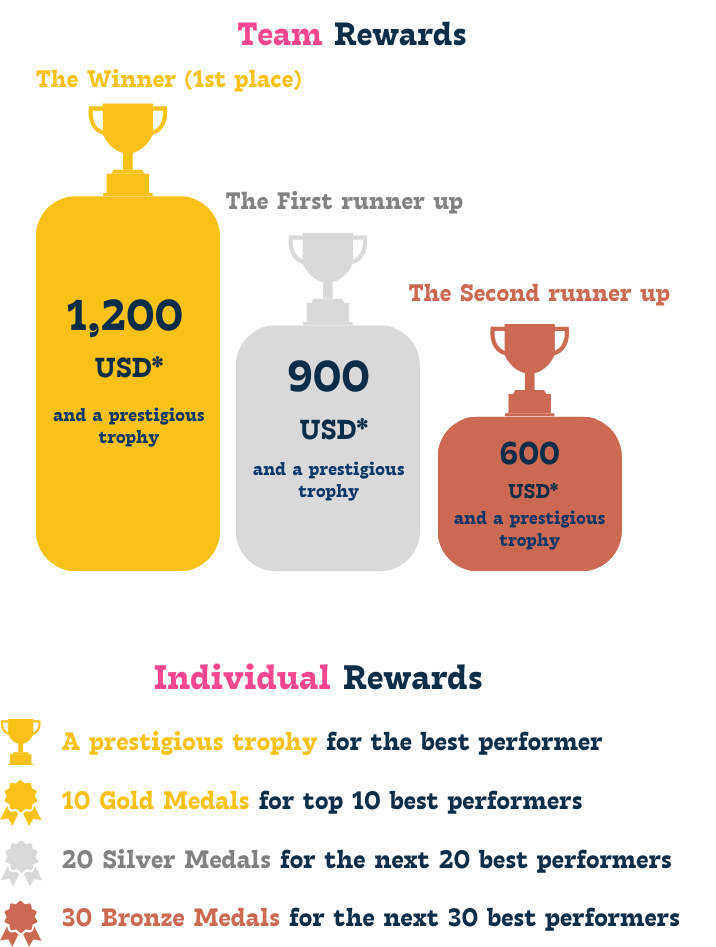 Team Rewards
The Winner (1st place)
1,200
USD*
and a prestigious
trophy
The First runner up
900
USD*
and a prestigious
trophy
The Second runner up
600
USD*
and a prestigious
trophy
Individual Rewards
A prestigious trophy for the best performer
10 Gold Medals for top 10 best performers
20 Silver Medals for the next 20 best performers
30 Bronze Medals for the next 30 best performers